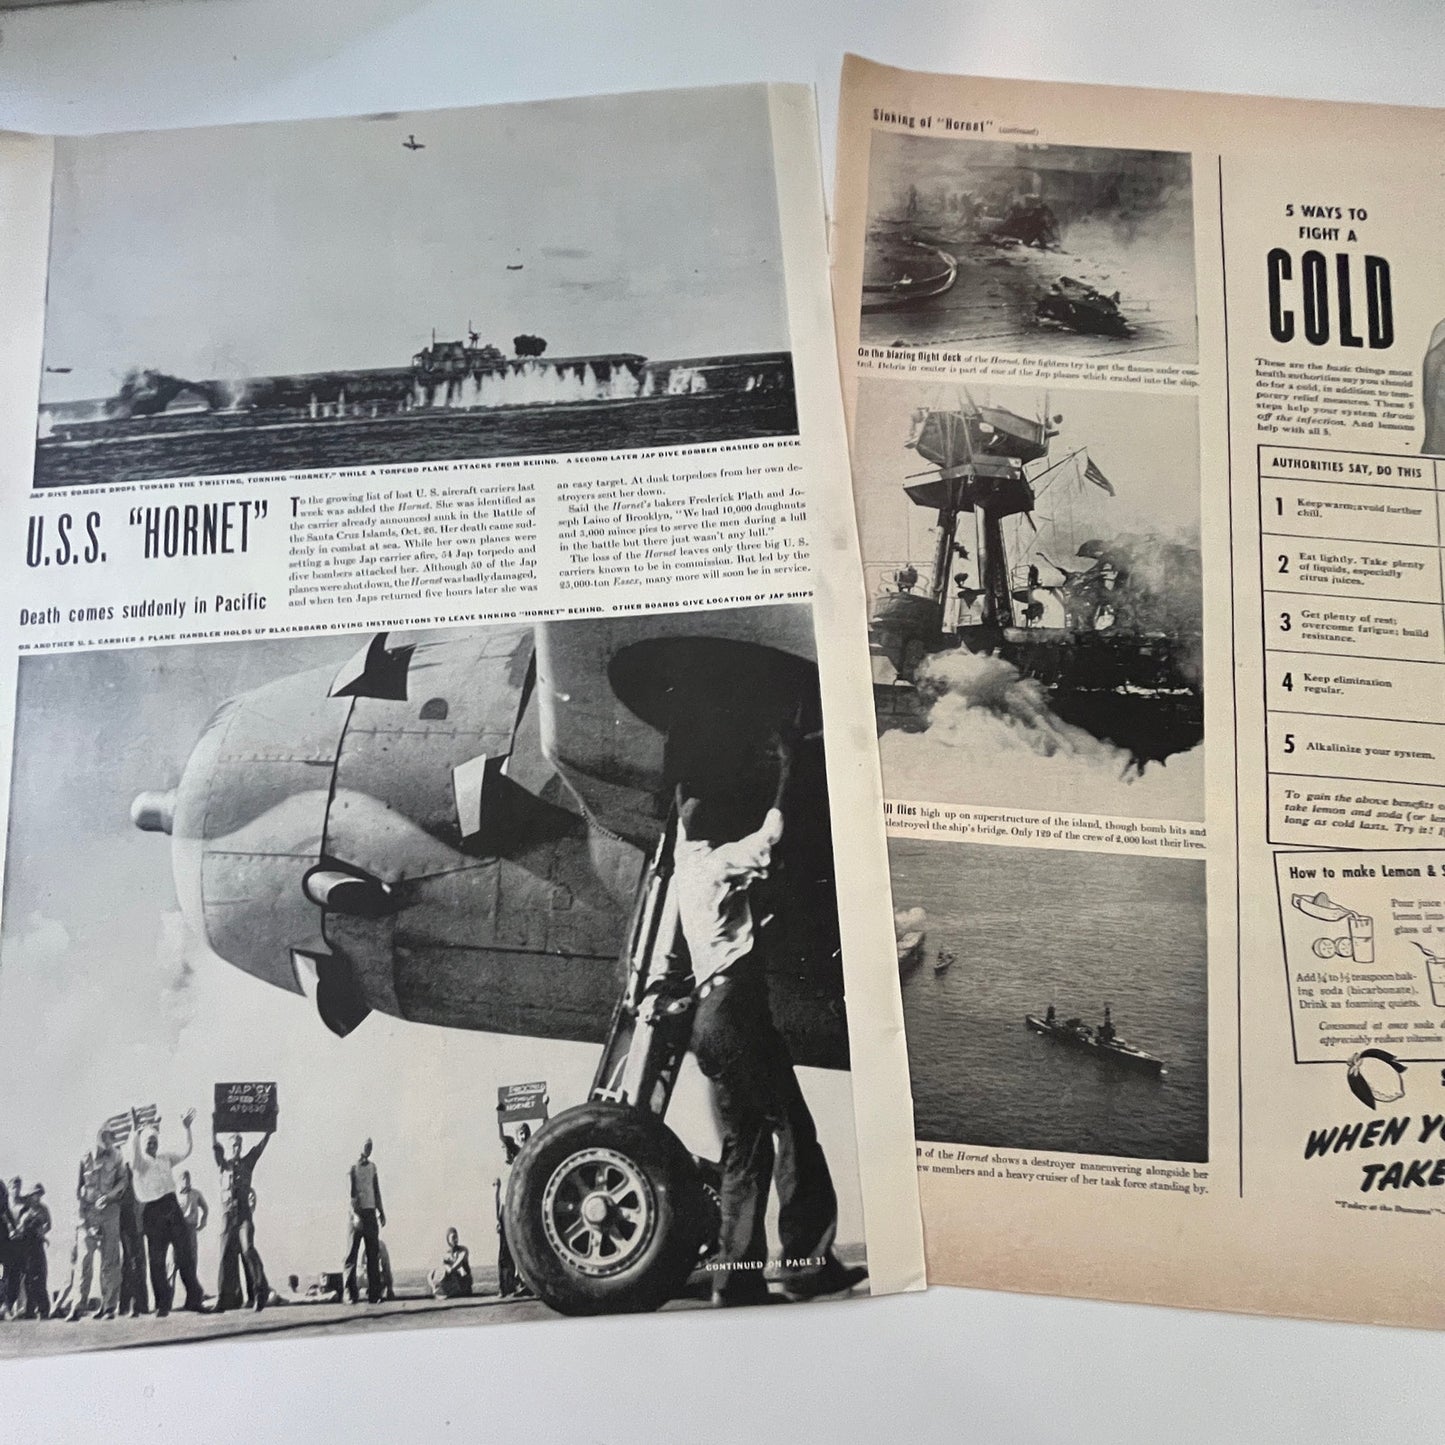 JAP DIVE BOMBER DROPS TOWARD THE TWISTING, TURNING "HORNET," WHILE A TORPEDO PLANE ATTACKS FROM BEHIND. A SECOND LATER JAP DIVE BOMBER CRASHED ON DECK
U.S.S. "HORNET"
Death comes suddenly in Pacific
To the growing list of lost U. S. aircraft carriers last
week was added the Hornet. She was identified as
the carrier already announced sunk in the Battle of
the Santa Cruz Islands, Oct. 26. Her death came sud-
denly in combat at sea. While her own planes were
setting a huge Jap carrier afire, 54 Jap torpedo and
dive bombers attacked her. Although 50 of the Jap
planes were shot down, the Hornet was badly damaged,
and when ten Japs returned five hours later she was
an easy target. At dusk torpedoes from her own de-
stroyers sent her down.
Said the Hornet's bakers Frederick Plath and Jo-
seph Laino of Brooklyn, "We had 10,000 doughnuts
and 3,000 mince pies to serve the men during a lull
in the battle but there just wasn't any lull."
The loss of the Hornet leaves only three big U. S.
carriers known to be in commission. But led by the
25,000-ton Essex, many more will soon be in service.
ON ANOTHER U. S. CARRIER A PLANE HANDLER HOLDS UP BLACKBOARD GIVING INSTRUCTIONS TO LEAVE SINKING "HORNET" BEHIND. OTHER BOARDS GIVE LOCATION OF JAP SHIPS
JAP CV
SPEED 25
PROCEED
WITHOUT
HORNET
CONTINUED ON PAGE 35
Sinking of "Hornet" (continued)
On the blazing flight deck of the Hornet, fire fighters try to get the flames under con-
trol. Debris in center is part of one of the Jap planes which crashed into the ship.
flies high up on superstructure of the island, though bomb hits and
destroyed the ship's bridge. Only 129 of the crew of 2,000 lost their lives.
of the Hornet shows a destroyer maneuvering alongside her
ew members and a heavy cruiser of her task force standing by.
5 WAYS TO
FIGHT A
COLD
These are the basic things most
health authorities say you should
do for a cold, in addition to tem-
porary relief measures. These 5
steps help your system throw
off the infection. And lemons
help with all 5.
AUTHORITIES SAY, DO THIS
1 Keep warm; avoid further
chill.
2 Eat lightly. Take plenty
of liquids, especially
citrus juices.
3 Get plenty of rest;
overcome fatigue; build
resistance.
4 Keep elimination
regular.
5 Alkalinize your system.
To gain the above benefits
take lemon and soda (or
long as cold lasts. Try it!
How to make Lemon &
Pour juice
lemon into
glass of
Add ¼ to ½ teaspoon bak-
ing soda (bicarbonate).
Drink as foaming quiets.
Consumed at once soda
appreciably reduce vitamin
WHEN
TAKE
"Today at the Duncans"